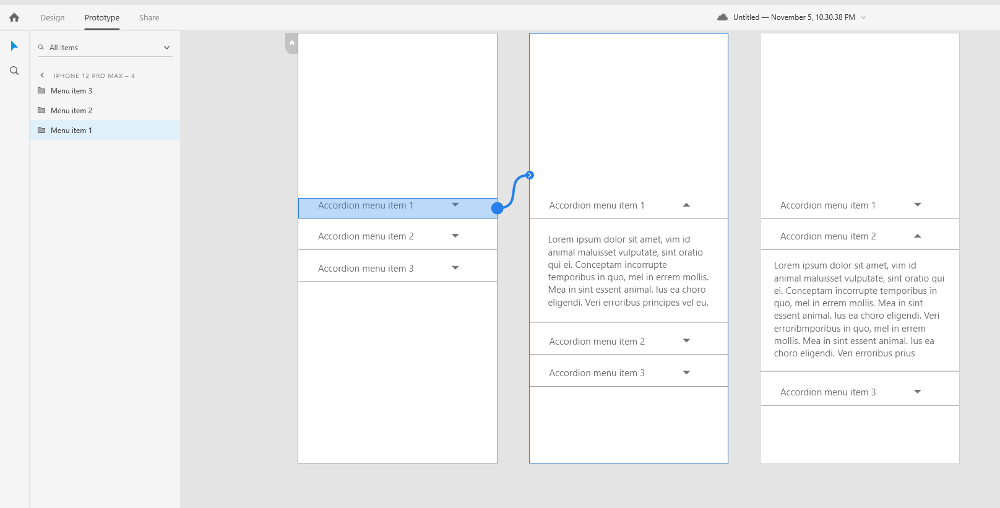 Design
Prototype
Share
Untitled — November 5, 10.30.38 PM
All Items
IPHONE 12 PRO MAX – 4
Menu item 3
Menu item 2
Menu item 1
Accordion menu item 1
Accordion menu item 2
Accordion menu item 3
Accordion menu item 1
Lorem ipsum dolor sit amet, vim id
animal maluisset vulputate, sint oratio
qui ei. Conceptam incorrupte
temporibus in quo, mel in errem mollis.
Mea in sint essent animal. Ius ea choro
eligendi. Veri erroribus principes vel eu.
Accordion menu item 2
Accordion menu item 3
Accordion menu item 1
Accordion menu item 2
Lorem ipsum dolor sit amet, vim id
animal maluisset vulputate, sint oratio qui
ei. Conceptam incorrupte temporibus in
quo, mel in errem mollis. Mea in sint
essent animal. Ius ea choro eligendi. Veri
erroribmporibus in quo, mel in errem
mollis. Mea in sint essent animal. Ius ea
choro eligendi. Veri erroribus prius
Accordion menu item 3